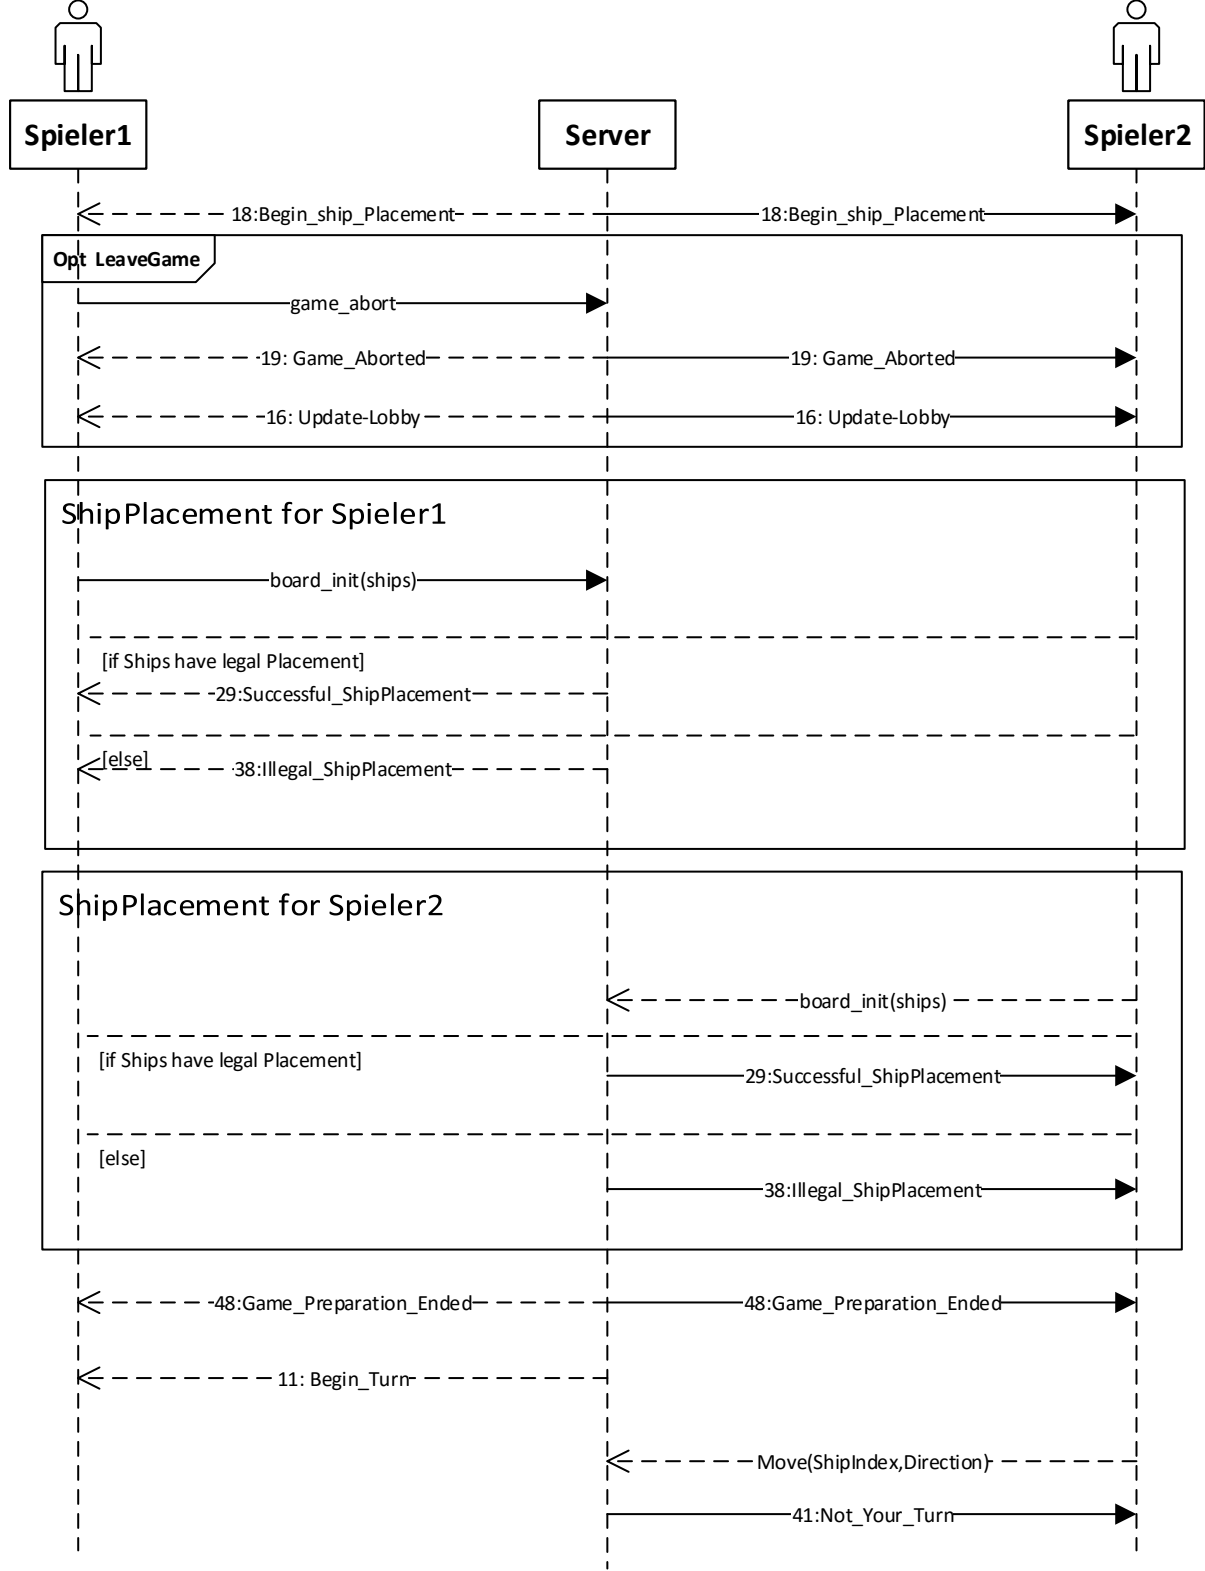 Spieler1
Server
Spieler2
18:Begin_ship_Placement
18:Begin_ship_Placement
Opt LeaveGame
game_abort
19: Game_Aborted
19: Game_Aborted
16: Update-Lobby
16: Update-Lobby
ShipPlacement for Spieler1
board_init(ships)
[if Ships have legal Placement]
29:Successful_ShipPlacement
[else]
38:Illegal_ShipPlacement
ShipPlacement for Spieler2
board_init(ships)
[if Ships have legal Placement]
29:Successful_ShipPlacement
[else]
38:Illegal_ShipPlacement
48:Game_Preparation_Ended
48:Game_Preparation_Ended
11: Begin_Turn
Move(ShipIndex,Direction)
41:Not_Your_Turn